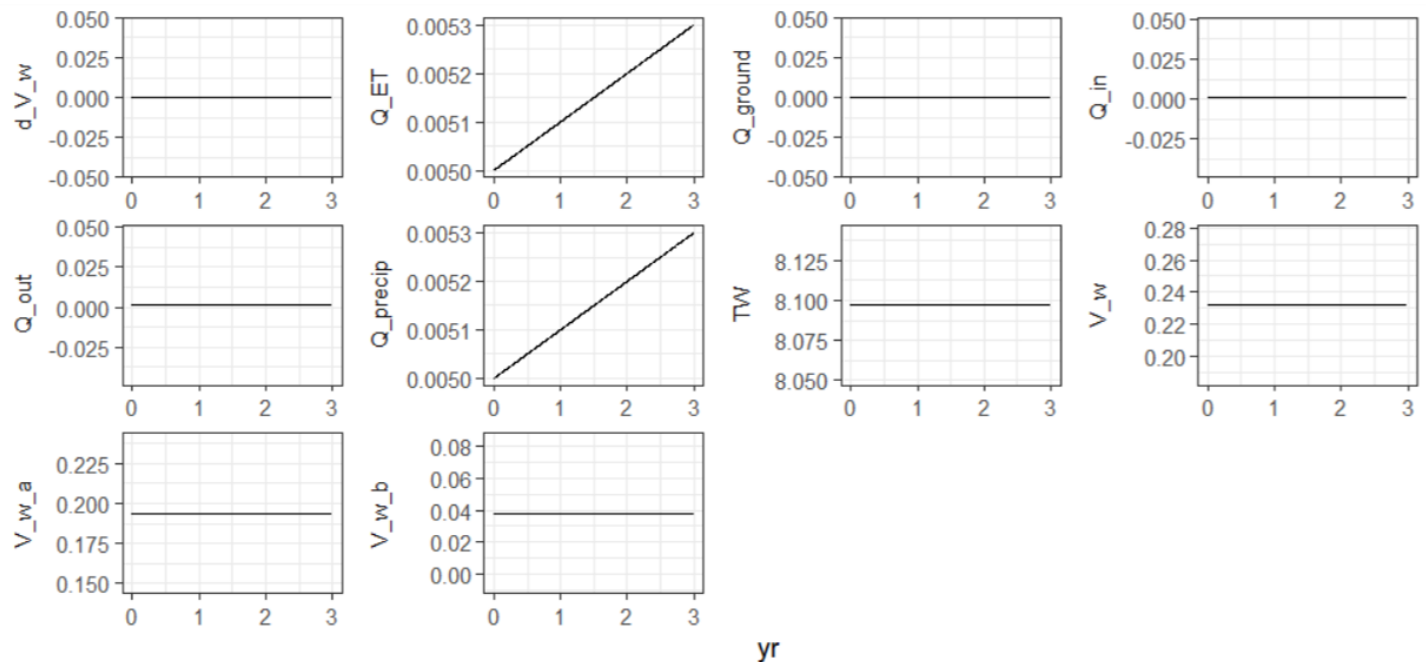 d_V_w
0.050
0.025
0.000
-0.025
-0.050
0 1 2 3
Q_ET
0.0053
0.0052
0.0051
0.0050
0 1 2 3
Q_ground
0.050
0.025
0.000
-0.025
-0.050
0 1 2 3
Q_in
0.050
0.025
0.000
-0.025
0 1 2 3
Q_out
0.050
0.025
0.000
-0.025
0 1 2 3
Q_precip
0.0053
0.0052
0.0051
0.0050
0 1 2 3
TW
8.125
8.100
8.075
8.050
0 1 2 3
V_w
0.28
0.26
0.24
0.22
0.20
0 1 2 3
V_w_a
0.225
0.200
0.175
0.150
0 1 2 3
V_w_b
0.08
0.06
0.04
0.02
0.00
0 1 2 3
yr